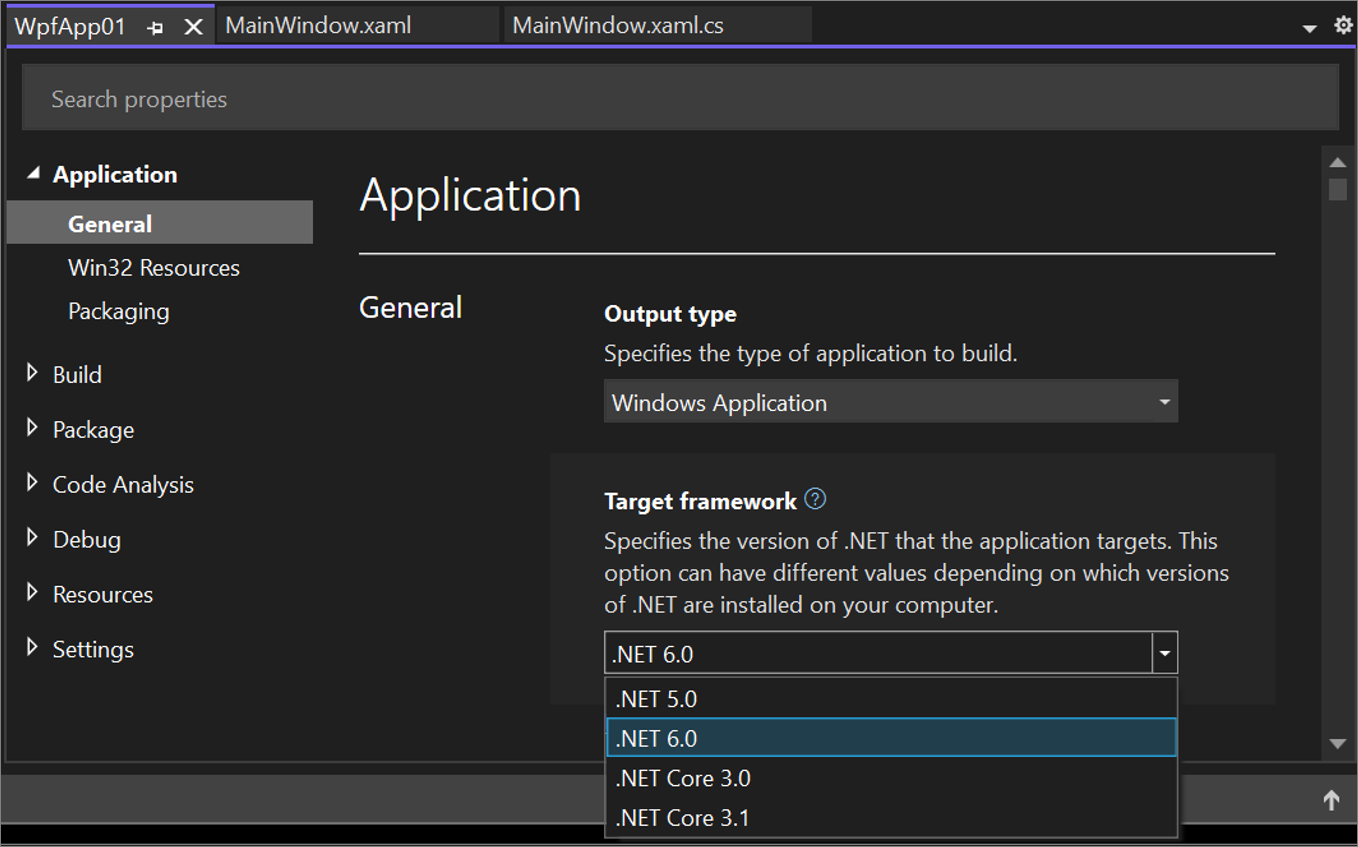 WpfApp01
MainWindow.xaml
MainWindow.xaml.cs
Search properties
Application
General
Win32 Resources
Packaging
Build
Package
Code Analysis
Debug
Resources
Settings
Application
General
Output type
Specifies the type of application to build.
Windows Application
Target framework
Specifies the version of .NET that the application targets. This
option can have different values depending on which versions
of .NET are installed on your computer.
.NET 6.0
.NET 5.0
.NET 6.0
.NET Core 3.0
.NET Core 3.1